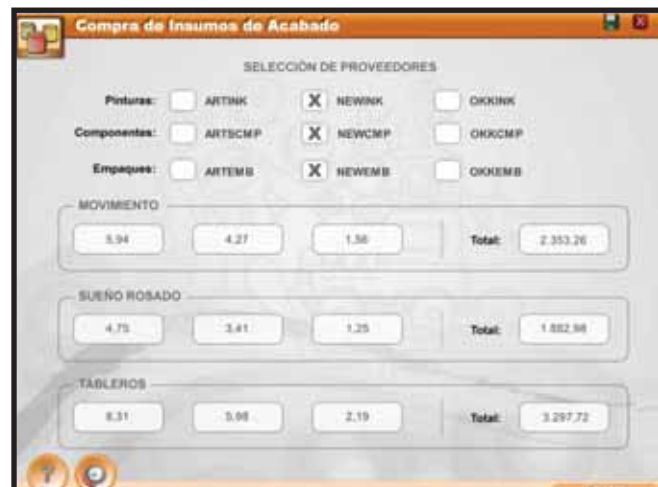 Compra de Insumos de Acabado
SELECCIÓN DE PROVEEDORES
Pinturas: ARTINK X NEWINK OKKINK
Componentes: ARTSCMP X NEWCMP OKKCMP
Empaques: ARTEMB X NEWEMB OKKEMB
MOVIMIENTO
5,94 4,27 1,56 Total: 2.353,26
SUEÑO ROSADO
4,75 3,41 1,25 Total: 1.882,98
TABLEROS
8,31 5,98 2,19 Total: 3.297,72
?